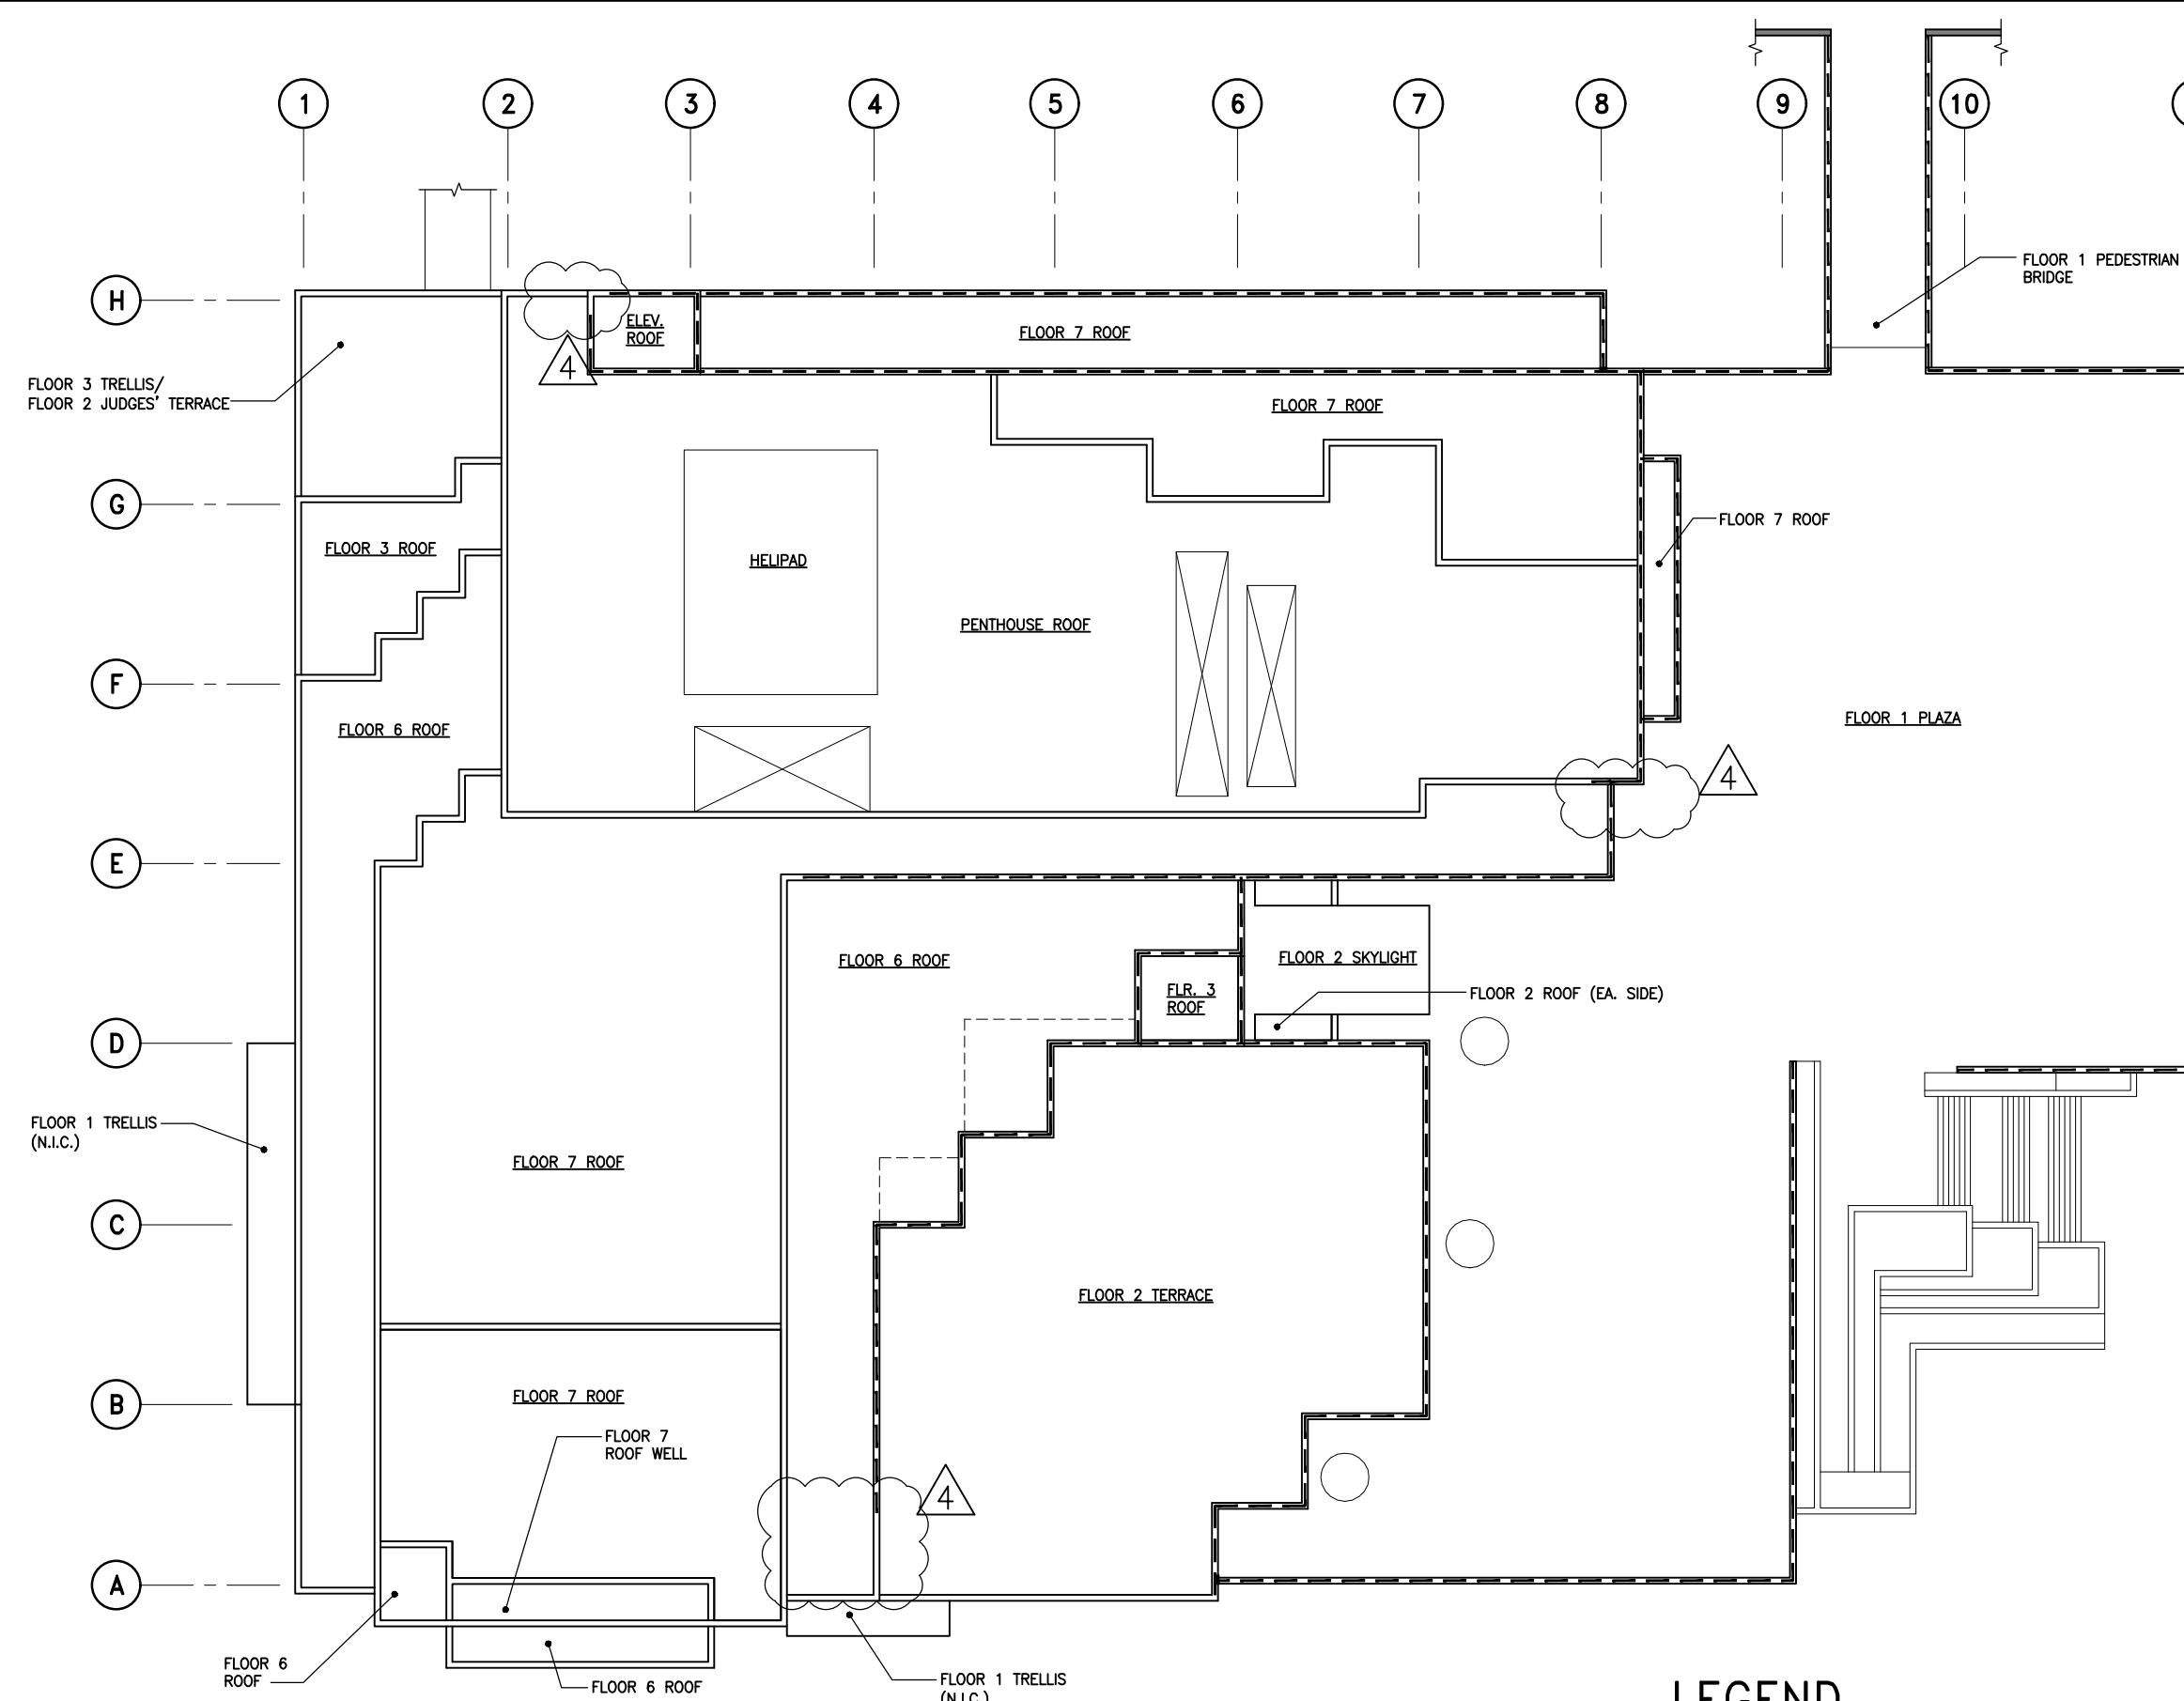 1
2
3
4
5
6
7
8
9
10
H
G
F
E
D
C
B
A
FLOOR 1 PEDESTRIAN
BRIDGE
ELEV.
ROOF
FLOOR 7 ROOF
4
FLOOR 3 TRELLIS/
FLOOR 2 JUDGES' TERRACE
FLOOR 7 ROOF
FLOOR 7 ROOF
FLOOR 3 ROOF
HELIPAD
PENTHOUSE ROOF
FLOOR 6 ROOF
FLOOR 1 PLAZA
4
FLOOR 6 ROOF
FLOOR 2 SKYLIGHT
FLR. 3
ROOF
FLOOR 2 ROOF (EA. SIDE)
FLOOR 1 TRELLIS
(N.I.C.)
FLOOR 7 ROOF
FLOOR 2 TERRACE
FLOOR 7 ROOF
FLOOR 7
ROOF WELL
4
FLOOR 6
ROOF
FLOOR 6 ROOF
FLOOR 1 TRELLIS
(N.I.C.)
LEGEND